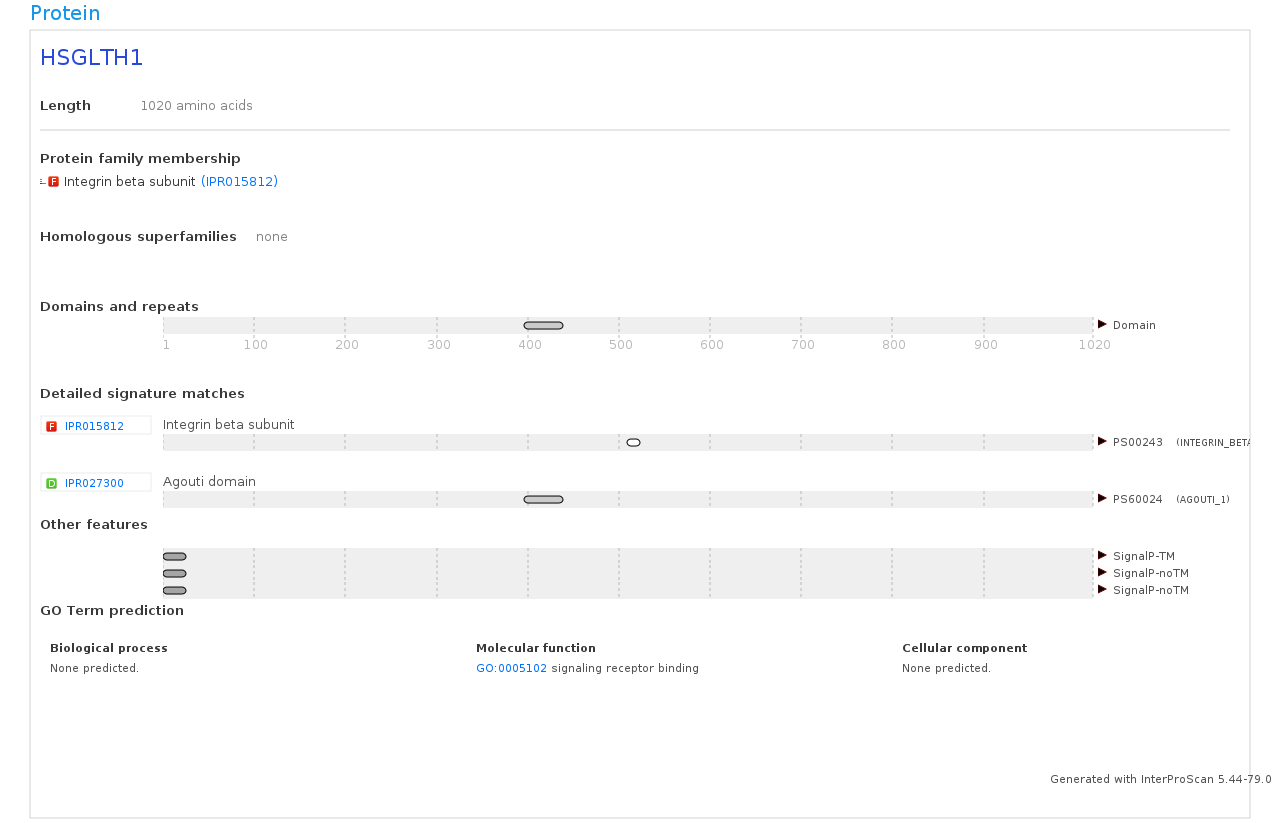 Protein
HSGLTH1
Length 1020 amino acids
Protein family membership
F Integrin beta subunit (IPR015812)
Homologous superfamilies none
Domains and repeats
Domain
1 100 200 300 400 500 600 700 800 900 1020
Detailed signature matches
F IPR015812 Integrin beta subunit
PS00243 (INTEGRIN_BETA
D IPR027300 Agouti domain
PS60024 (AGOUTI_1)
Other features
SignalP-TM
SignalP-noTM
SignalP-noTM
GO Term prediction
Biological process Molecular function Cellular component
None predicted. GO:0005102 signaling receptor binding None predicted.
Generated with InterProScan 5.44-79.0